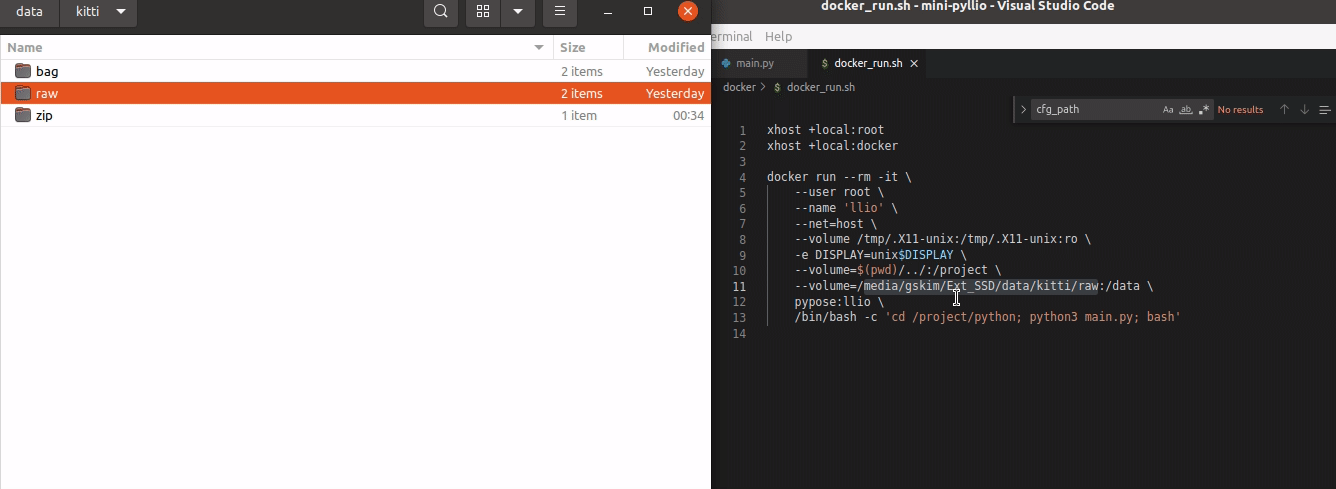 data kitti
Name Size Modified
bag 2 items Yesterday
raw 2 items Yesterday
zip 1 item 00:34
docker_run.sh - mini-pyllio - Visual Studio Code
erminal Help
main.py $ docker_run.sh
docker > $ docker_run.sh
cfg_path Aa ab .* No results
1 xhost +local:root
2 xhost +local:docker
3
4 docker run --rm -it \
5 --user root \
6 --name 'llio' \
7 --net=host \
8 --volume /tmp/.X11-unix:/tmp/.X11-unix:ro \
9 -e DISPLAY=unix$DISPLAY \
10 --volume=$(pwd)/../:/project \
11 --volume=/media/gskim/Ext_SSD/data/kitti/raw:/data \
12 pypose:llio \
13 /bin/bash -c 'cd /project/python; python3 main.py; bash'
14